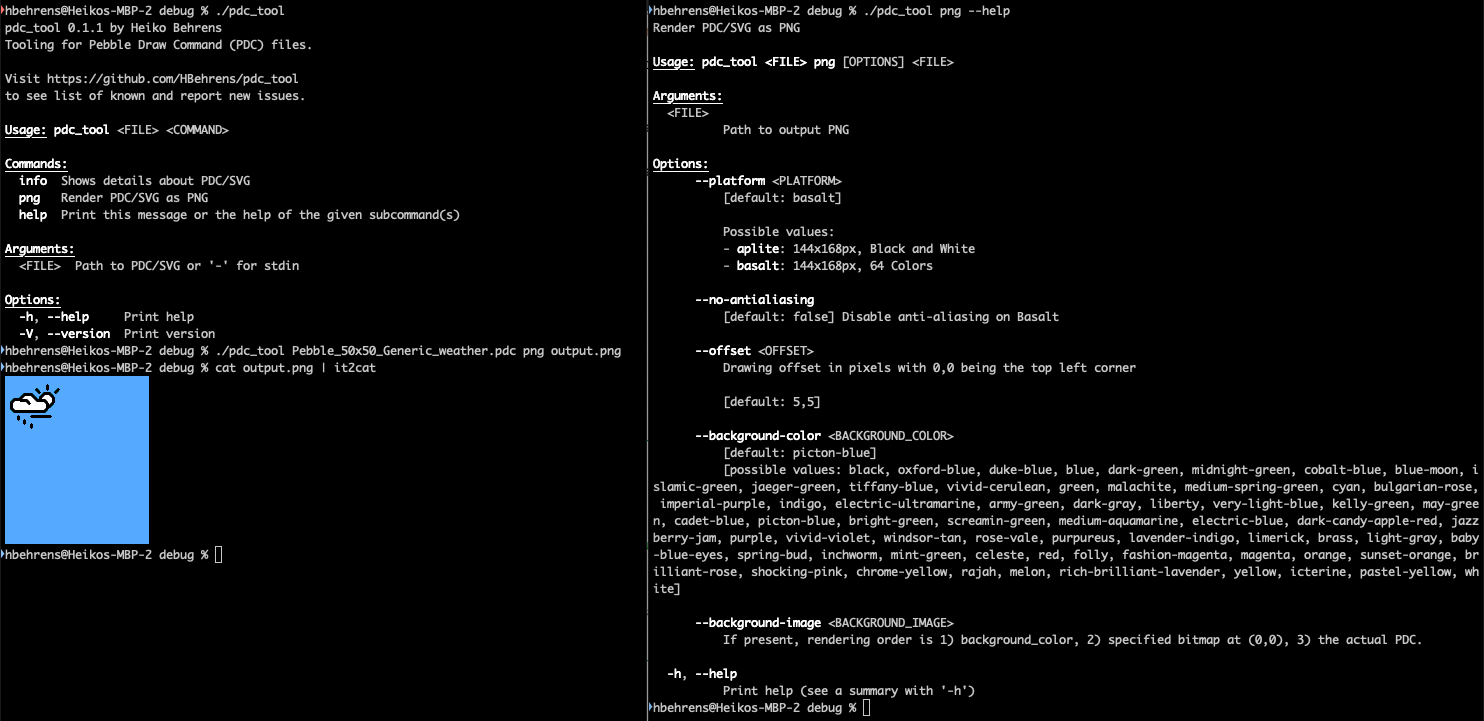 hbehrens@Heikos-MBP-2 debug % ./pdc_tool
pdc_tool 0.1.1 by Heiko Behrens
Tooling for Pebble Draw Command (PDC) files.
Visit https://github.com/HBehrens/pdc_tool
to see list of known and report new issues.
Usage: pdc_tool <FILE> <COMMAND>
Commands:
info  Shows details about PDC/SVG
png   Render PDC/SVG as PNG
help  Print this message or the help of the given subcommand(s)
Arguments:
<FILE>  Path to PDC/SVG or '-' for stdin
Options:
-h, --help     Print help
-V, --version  Print version
hbehrens@Heikos-MBP-2 debug % ./pdc_tool Pebble_50x50_Generic_weather.pdc png output.png
hbehrens@Heikos-MBP-2 debug % cat output.png | it2cat
hbehrens@Heikos-MBP-2 debug %
hbehrens@Heikos-MBP-2 debug % ./pdc_tool png --help
Render PDC/SVG as PNG
Usage: pdc_tool <FILE> png [OPTIONS] <FILE>
Arguments:
<FILE>
Path to output PNG
Options:
--platform <PLATFORM>
[default: basalt]
Possible values:
- aplite: 144x168px, Black and White
- basalt: 144x168px, 64 Colors
--no-antialiasing
[default: false] Disable anti-aliasing on Basalt
--offset <OFFSET>
Drawing offset in pixels with 0,0 being the top left corner
[default: 5,5]
--background-color <BACKGROUND_COLOR>
[default: picton-blue]
[possible values: black, oxford-blue, duke-blue, blue, dark-green, midnight-green, cobalt-blue, blue-moon, i
slamic-green, jaeger-green, tiffany-blue, vivid-cerulean, green, malachite, medium-spring-green, cyan, bulgarian-rose,
imperial-purple, indigo, electric-ultramarine, army-green, dark-gray, liberty, very-light-blue, kelly-green, may-gree
n, cadet-blue, picton-blue, bright-green, screamin-green, medium-aquamarine, electric-blue, dark-candy-apple-red, jazz
berry-jam, purple, vivid-violet, windsor-tan, rose-vale, purpureus, lavender-indigo, limerick, brass, light-gray, baby
-blue-eyes, spring-bud, inchworm, mint-green, celeste, red, folly, fashion-magenta, magenta, orange, sunset-orange, br
illiant-rose, shocking-pink, chrome-yellow, rajah, melon, rich-brilliant-lavender, yellow, icterine, pastel-yellow, wh
ite]
--background-image <BACKGROUND_IMAGE>
If present, rendering order is 1) background_color, 2) specified bitmap at (0,0), 3) the actual PDC.
-h, --help
Print help (see a summary with '-h')
hbehrens@Heikos-MBP-2 debug %